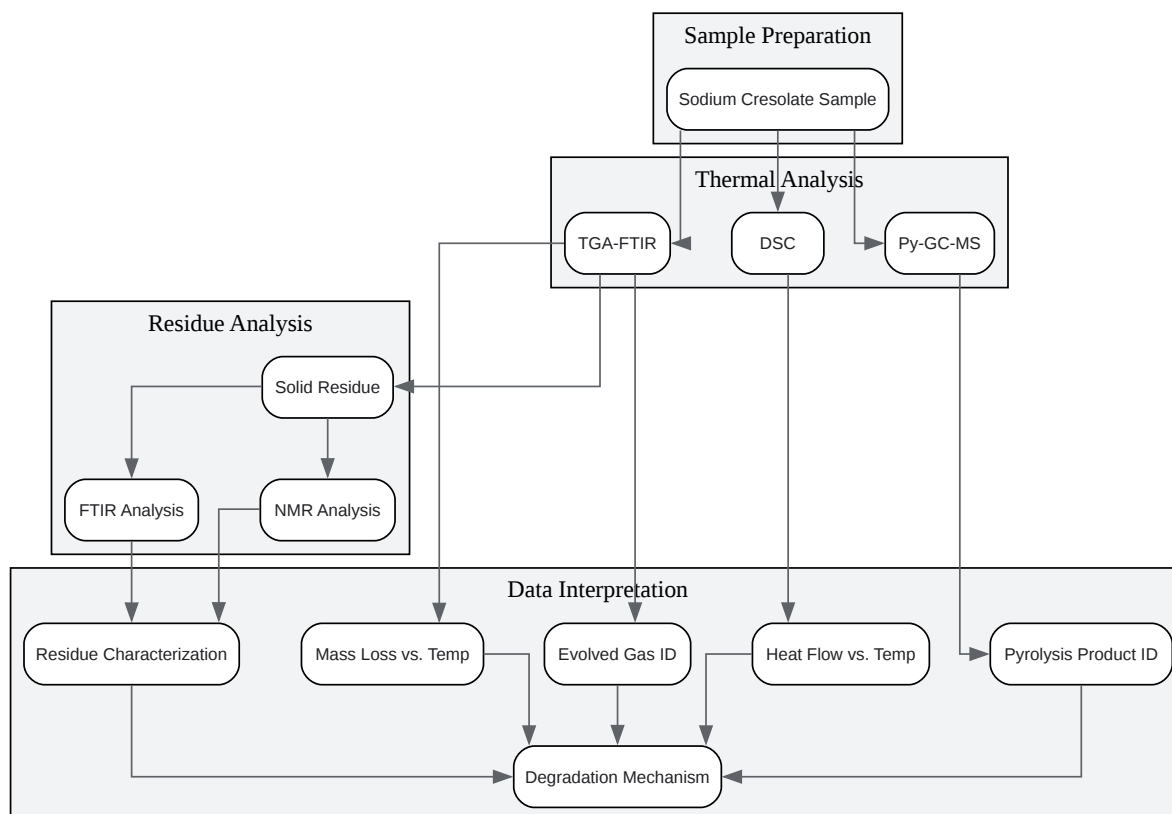 Sample Preparation
Sodium Cresolate Sample
Thermal Analysis
TGA-FTIR
DSC
Py-GC-MS
Residue Analysis
Solid Residue
FTIR Analysis
NMR Analysis
Data Interpretation
Residue Characterization
Mass Loss vs. Temp
Evolved Gas ID
Heat Flow vs. Temp
Pyrolysis Product ID
Degradation Mechanism